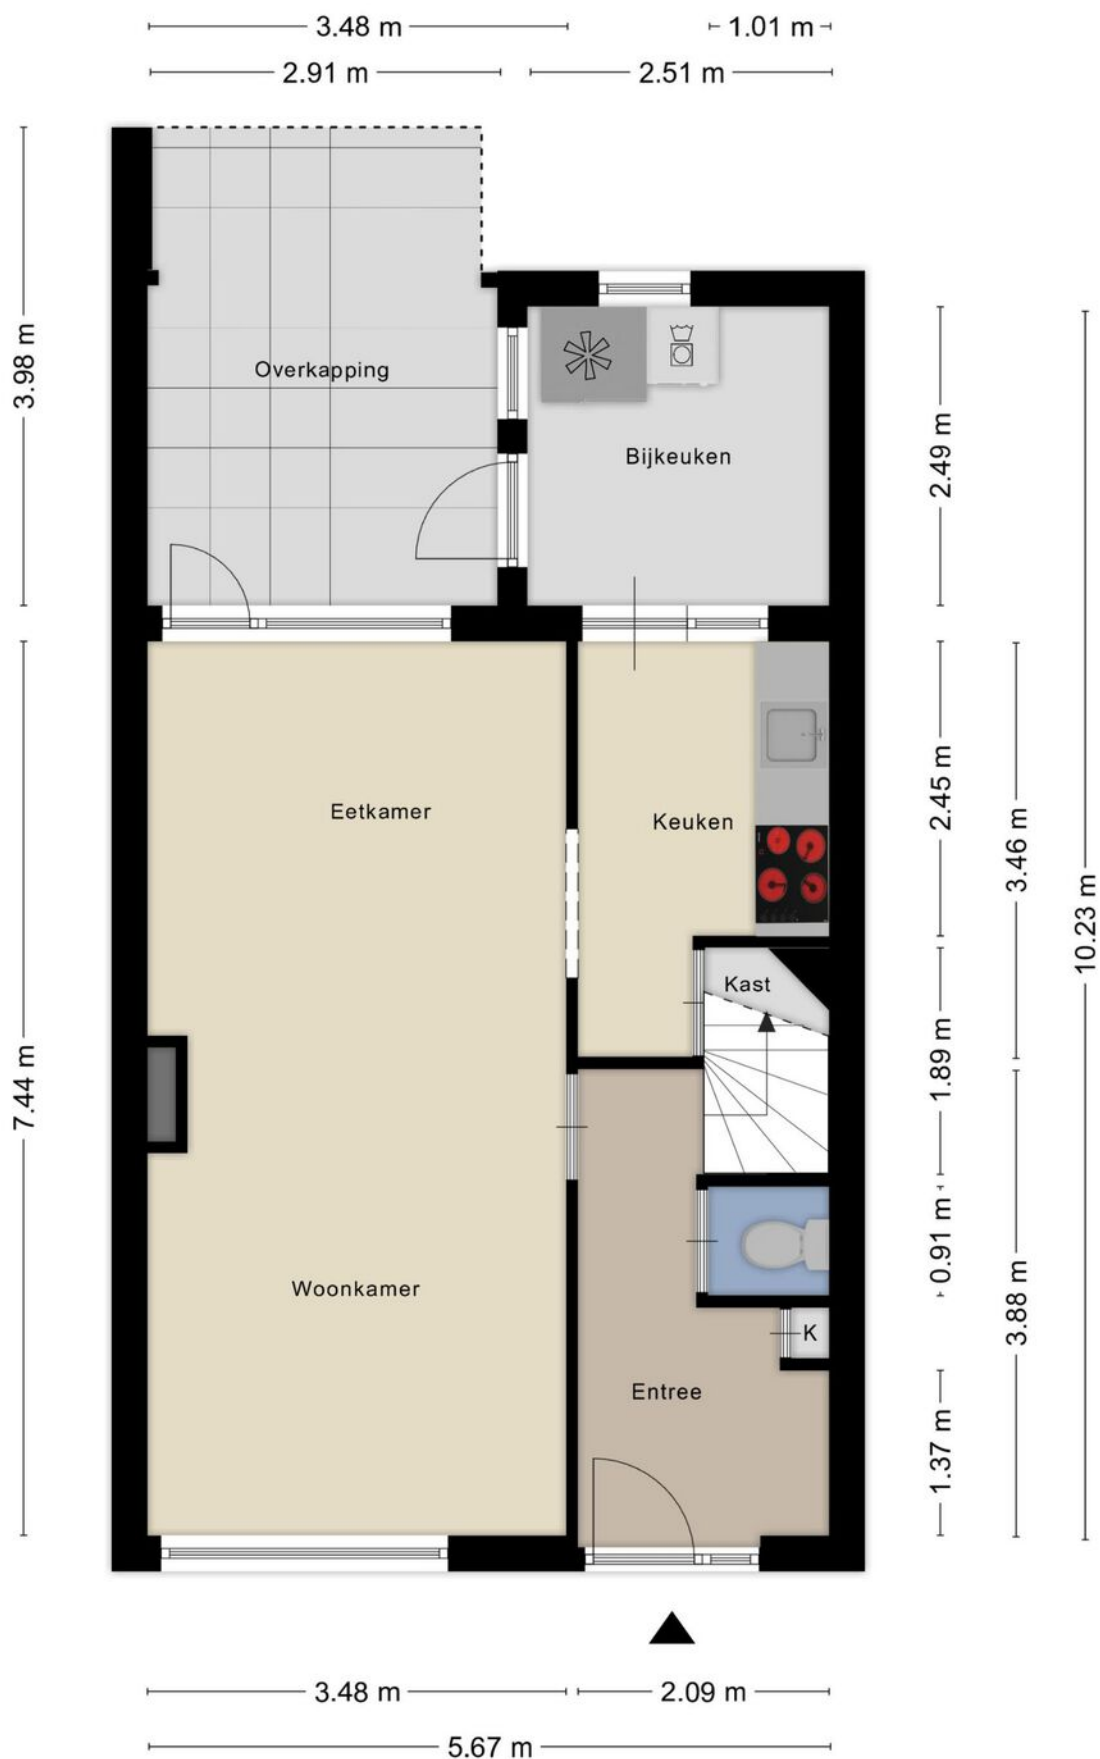 3.48 m
1.01 m
2.91 m
2.51 m
3.98 m
Overkapping
Bijkeuken
2.49 m
10.23 m
Eetkamer
Keuken
2.45 m
3.46 m
Kast
7.44 m
1.89 m
0.91 m
Woonkamer
3.88 m
K
Entree
1.37 m
3.48 m
2.09 m
5.67 m